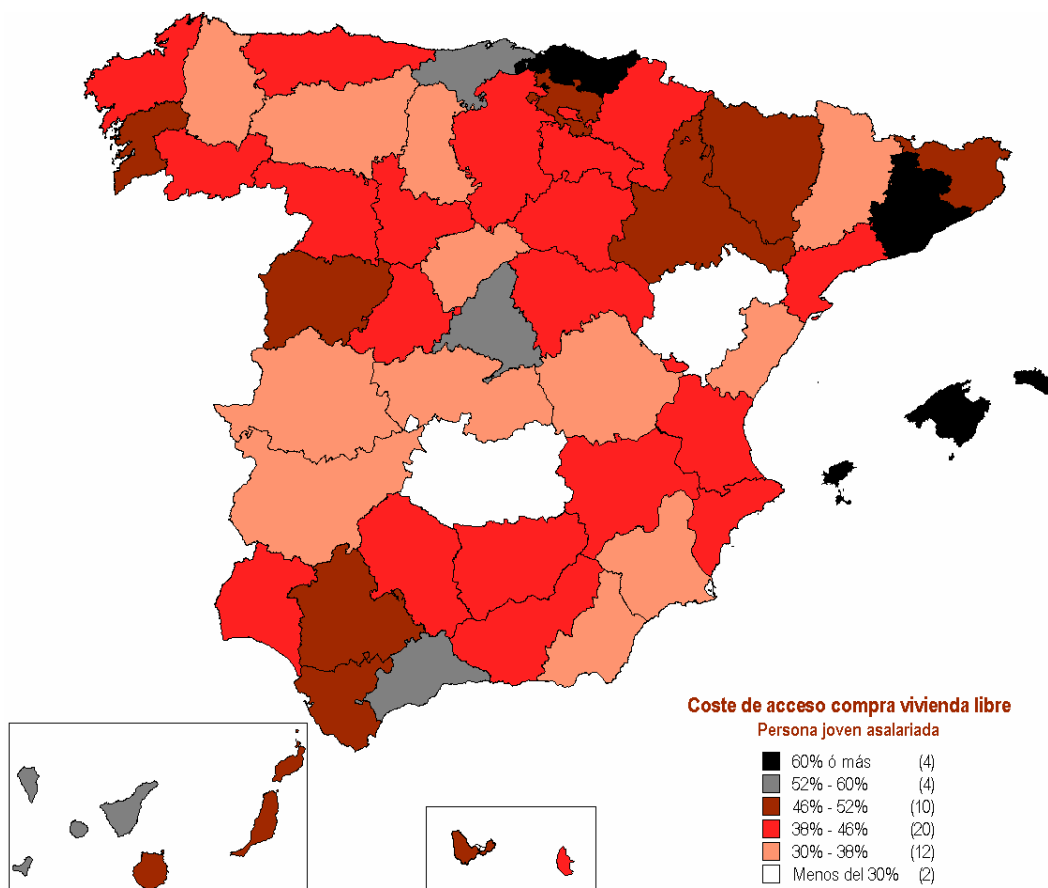 Coste de acceso compra vivienda libre
Persona joven asalariada
60% ó más (4)
52% - 60% (4)
46% - 52% (10)
38% - 46% (20)
30% - 38% (12)
Menos del 30% (2)